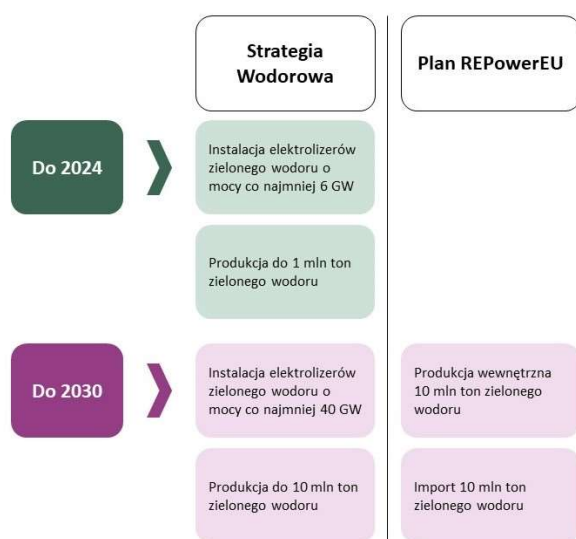 Strategia
Wodorowa
Plan REPowerEU
Do 2024
Instalacja elektrolizerów
zielonego wodoru o
mocy co najmniej 6 GW
Produkcja do 1 mln ton
zielonego wodoru
Do 2030
Instalacja elektrolizerów
zielonego wodoru o
mocy co najmniej 40 GW
Produkcja wewnętrzna
10 mln ton zielonego
wodoru
Produkcja do 10 mln ton
zielonego wodoru
Import 10 mln ton
zielonego wodoru